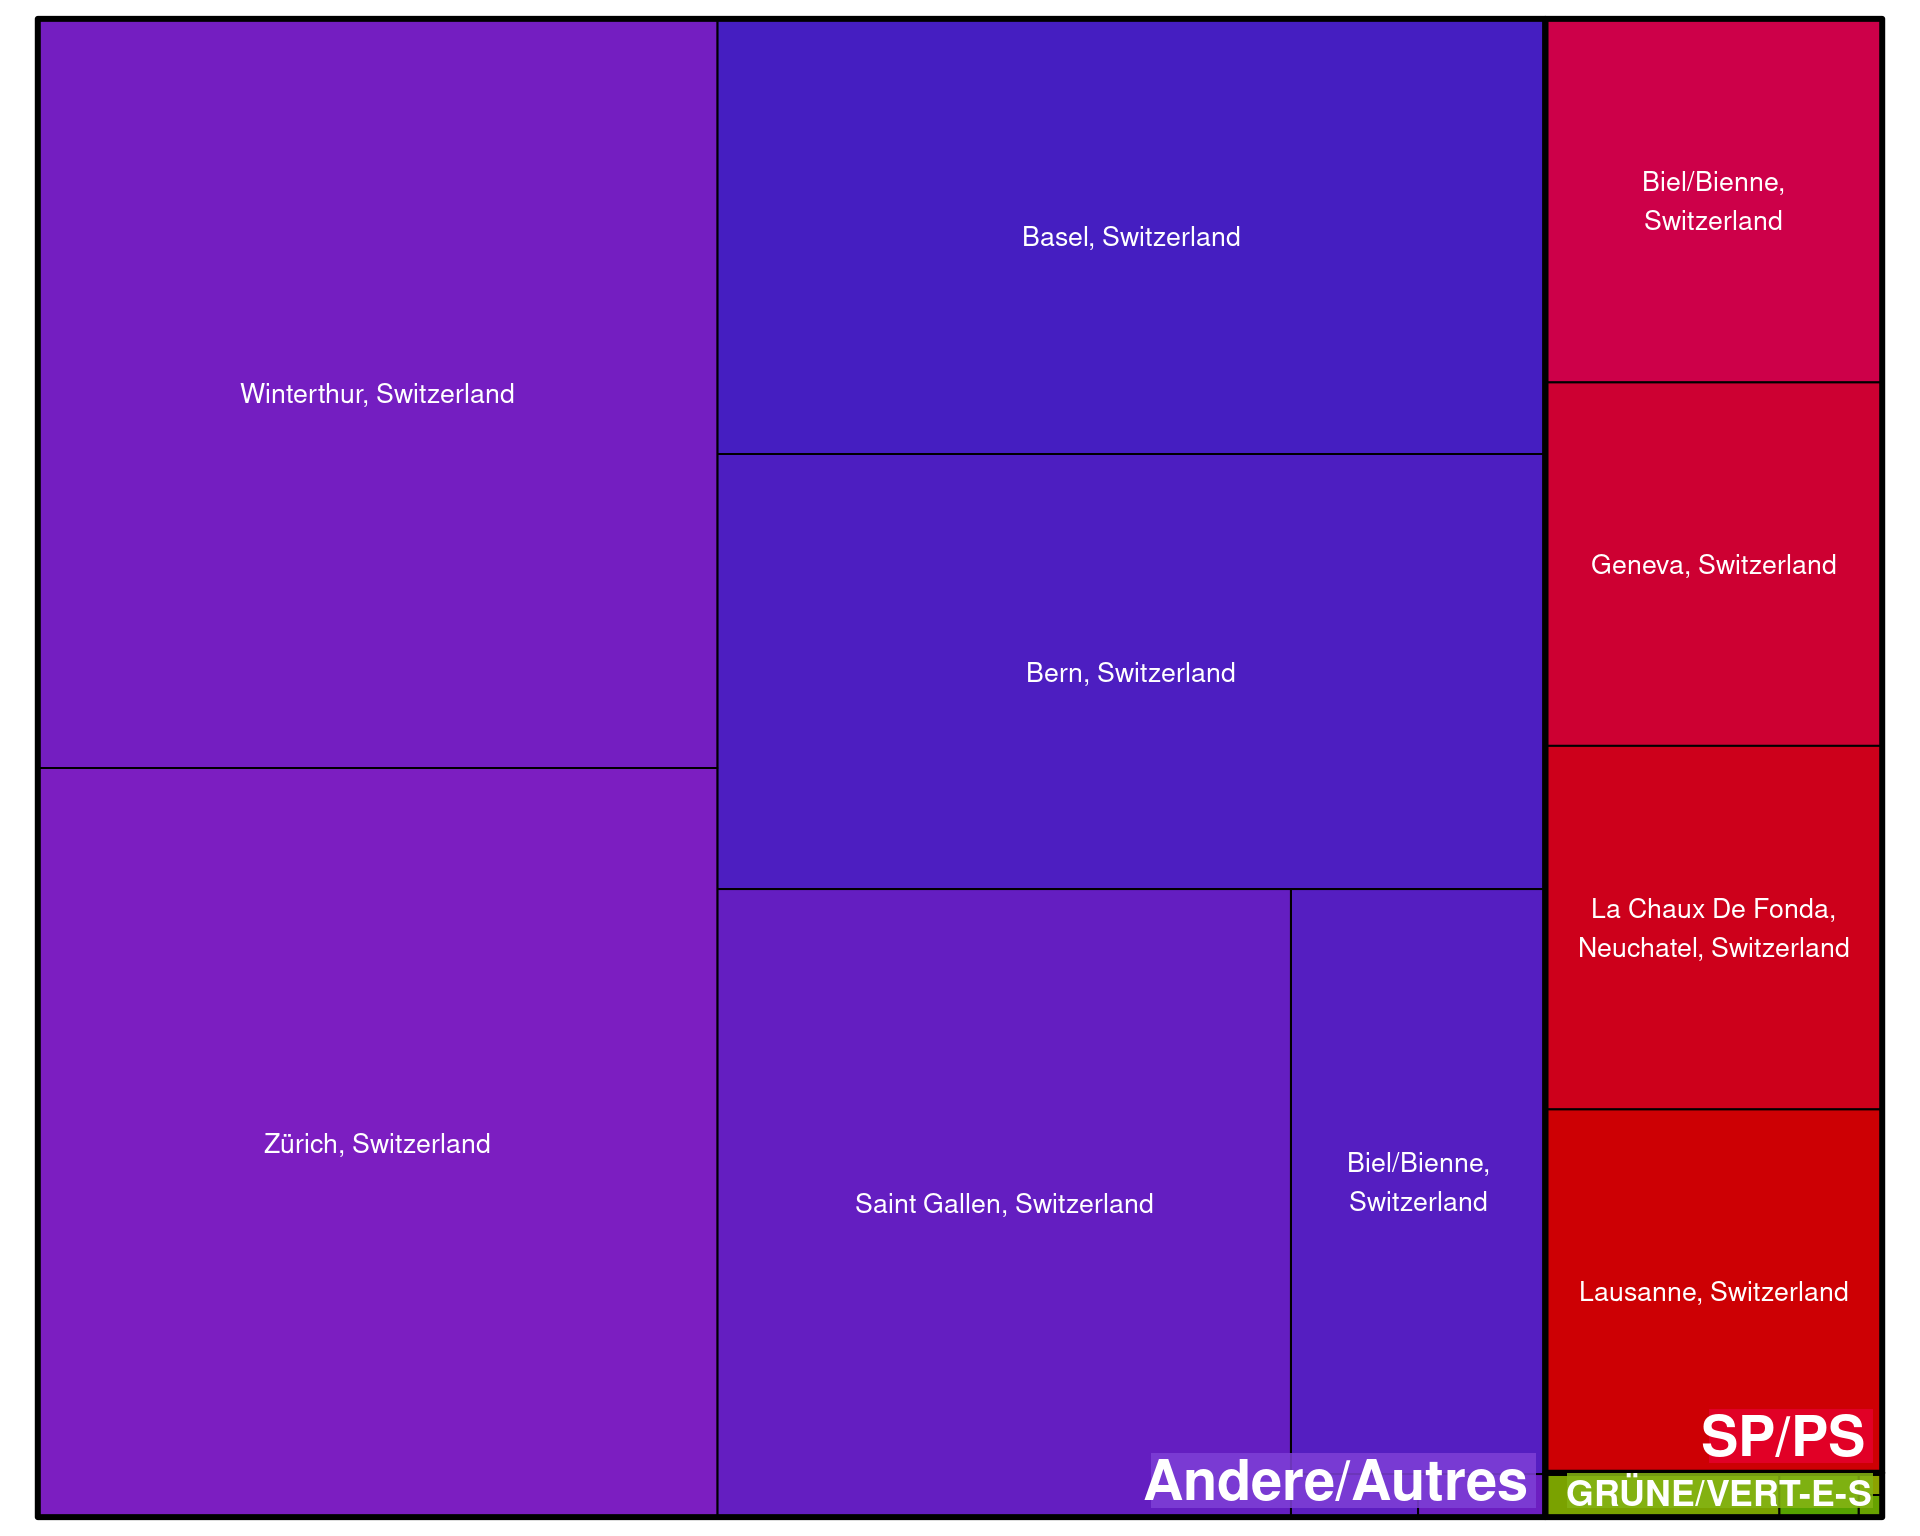 Winterthur, Switzerland
Zürich, Switzerland
Basel, Switzerland
Bern, Switzerland
Saint Gallen, Switzerland
Biel/Bienne,
Switzerland
Andere/Autres
Biel/Bienne,
Switzerland
Geneva, Switzerland
La Chaux De Fonda,
Neuchatel, Switzerland
Lausanne, Switzerland
SP/PS
GRÜNE/VERT-E-S